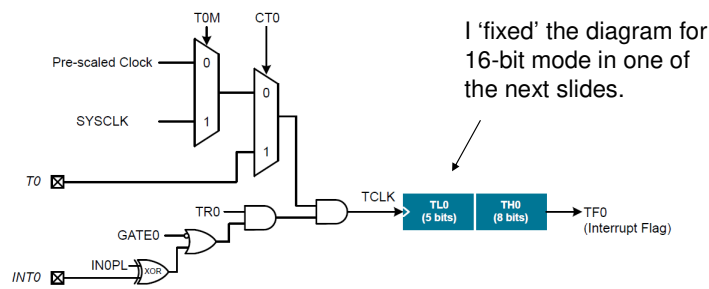 T0M
CT0
I ‘fixed’ the diagram for
16-bit mode in one of
the next slides.
Pre-scaled Clock
0
0
SYSCLK
1
1
T0
TCLK
TL0
(5 bits)
TH0
(8 bits)
TF0
(Interrupt Flag)
TR0
GATE0
IN0PL
XOR
INT0